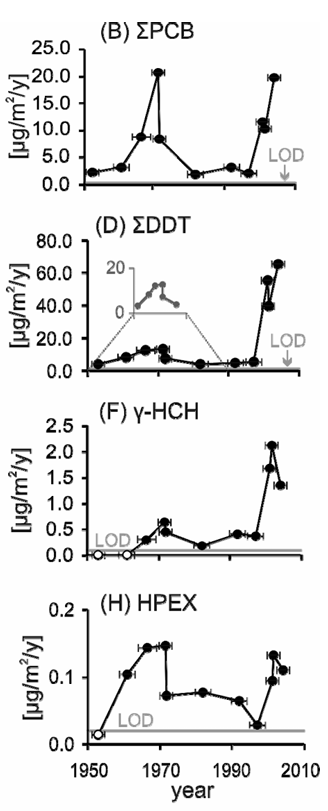 (B) ΣPCB
25.0
20.0
15.0
10.0
5.0
0.0
[µg/m²/y]
LOD
(D) ΣDDT
80.0
60.0
40.0
20.0
0.0
[µg/m²/y]
20
0
LOD
(F) γ-HCH
2.5
2.0
1.5
1.0
0.5
0.0
[µg/m²/y]
LOD
(H) HPEX
0.2
0.1
0.0
[µg/m²/y]
LOD
1950 1970 1990 2010
year